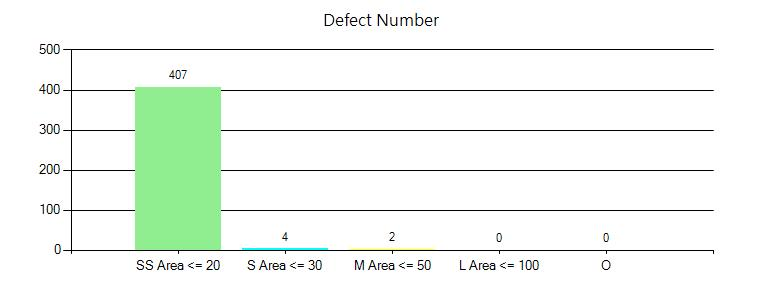 Defect Number
500
407
400
300
200
100
4
2
0
0
0
SS Area <= 20
S Area <= 30
M Area <= 50
L Area <= 100
O